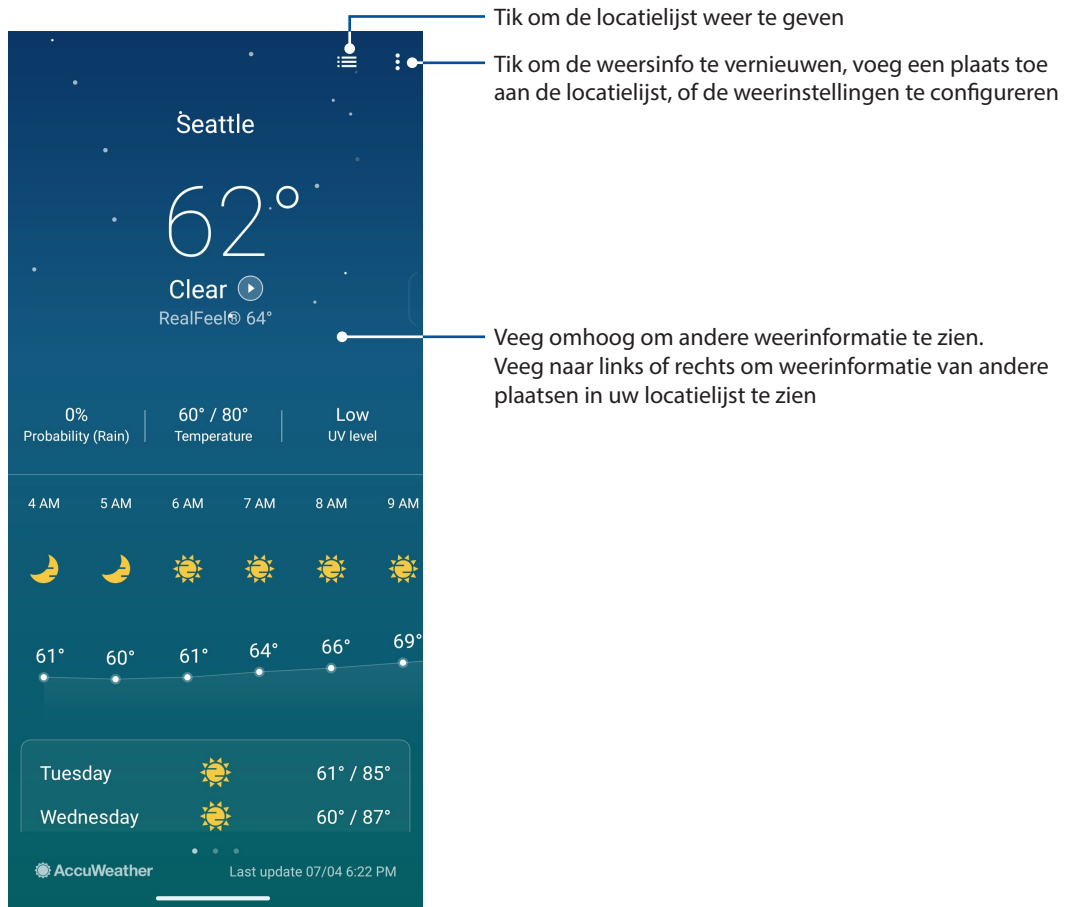 Tik om de locatielijst weer te geven
Tik om de weersinfo te vernieuwen, voeg een plaats toe
aan de locatielijst, of de weerinstellingen te configureren
Seattle
62°
Clear
RealFeel® 64°
Veeg omhoog om andere weerinformatie te zien.
Veeg naar links of rechts om weerinformatie van andere
plaatsen in uw locatielijst te zien
0% 60° / 80° Low
Probability (Rain) Temperature UV level
4 AM 5 AM 6 AM 7 AM 8 AM 9 AM
61° 60° 61° 64° 66° 69°
Tuesday 61° / 85°
Wednesday 60° / 87°
AccuWeather Last update 07/04 6:22 PM